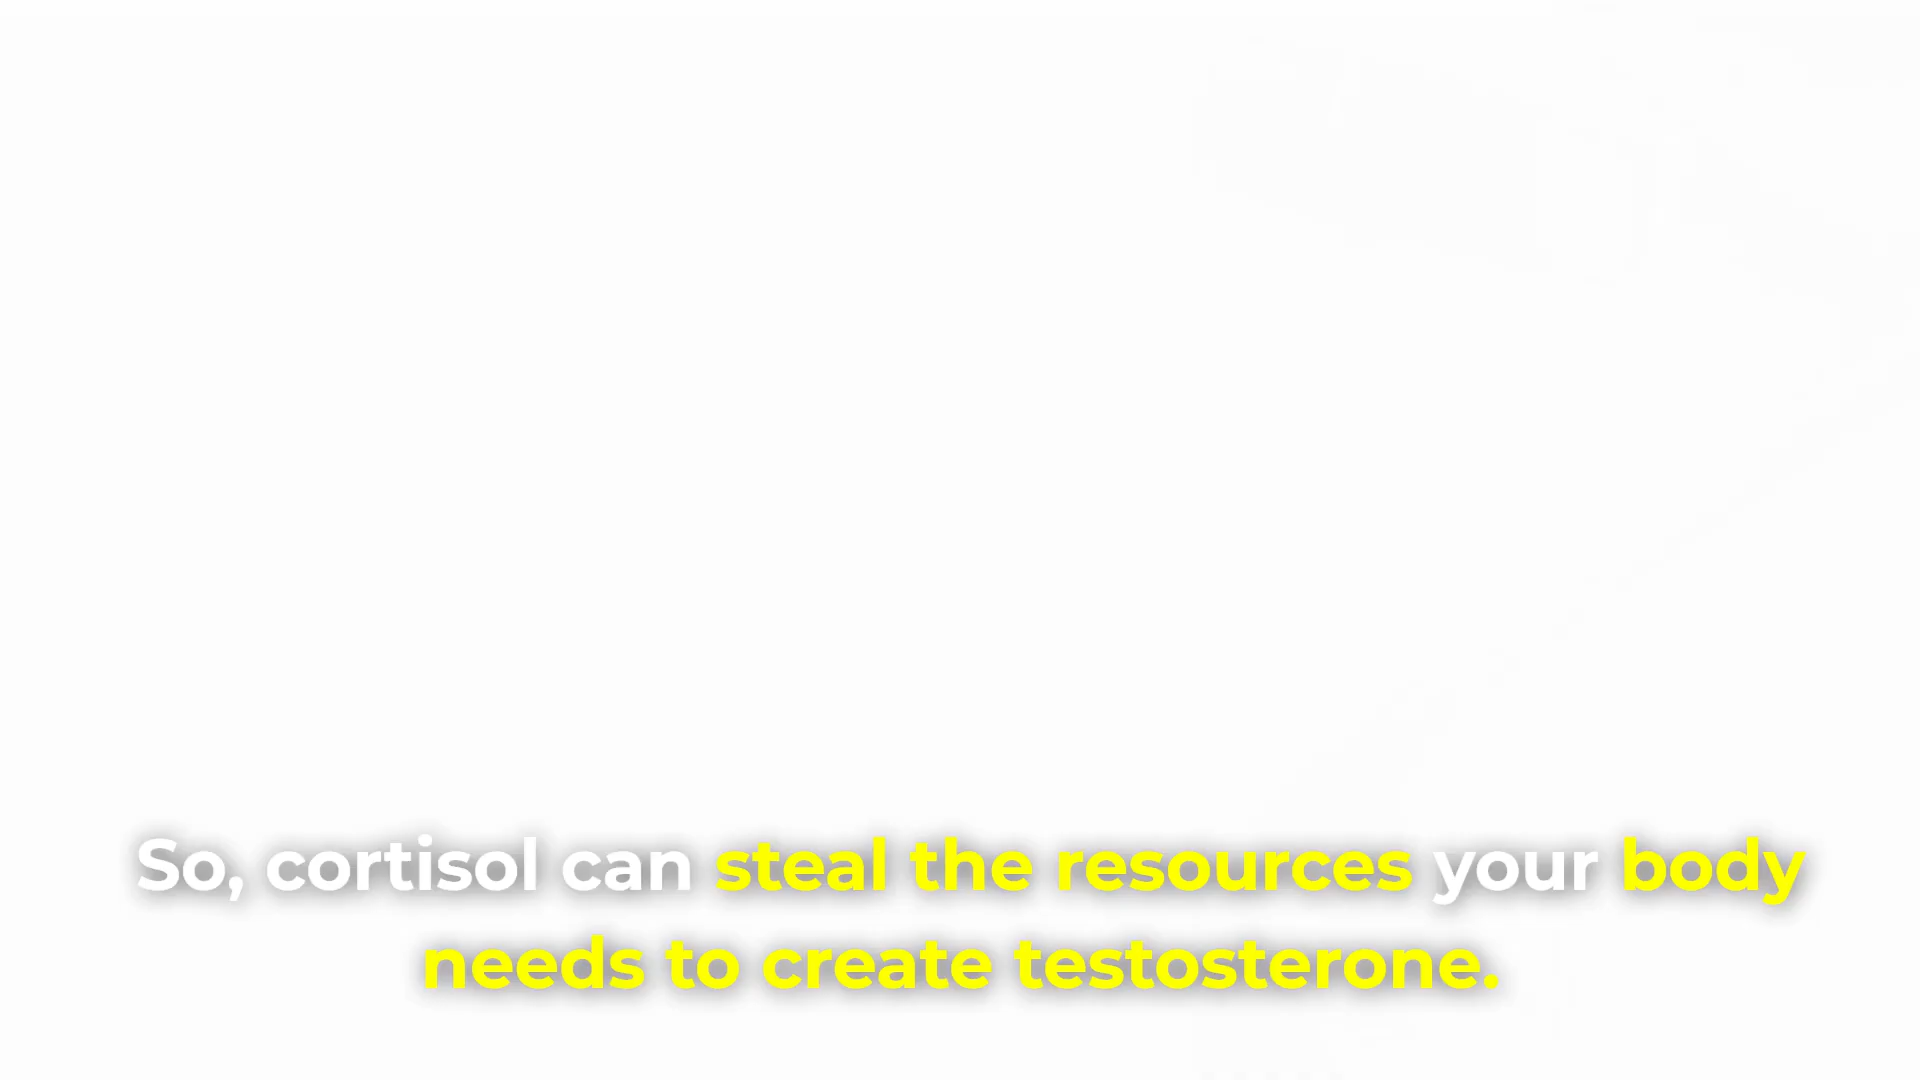 So, cortisol can steal the resources your body
needs to create testosterone.